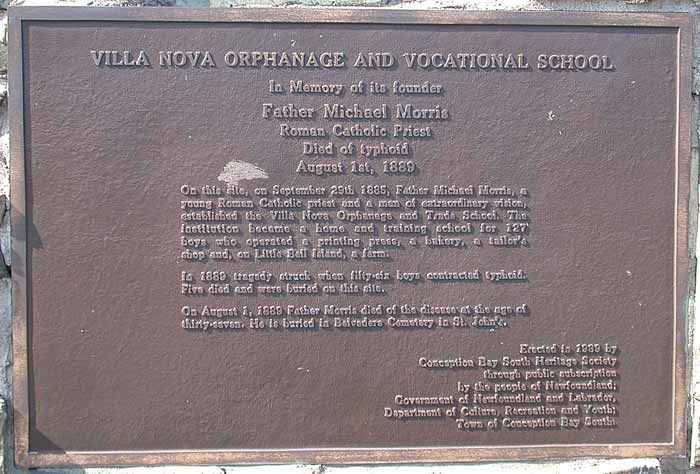 VILLA NOVA ORPHANAGE AND VOCATIONAL SCHOOL
In Memory of its founder
Father Michael Morris
Roman Catholic Priest
Died of typhoid
August 1st, 1889
On this site, on September 29th 1885, Father Michael Morris, a
young Roman Catholic priest and a man of extraordinary vision,
established the Villa Nova Orphanage and Trade School. The
institution became a home and training school for 127
boys who operated a printing press, a bakery, a tailor's
shop and, on Little Bell Island, a farm.
In 1889 tragedy struck when fifty-six boys contracted typhoid.
Five died and were buried on this site.
On August 1, 1889 Father Morris died of the disease at the age of
thirty-seven. He is buried in Belvedere Cemetery in St. John's.
Erected in 1989 by
Conception Bay South Heritage Society
through public subscription
by the people of Newfoundland;
Government of Newfoundland and Labrador,
Department of Culture, Recreation and Youth;
Town of Conception Bay South.